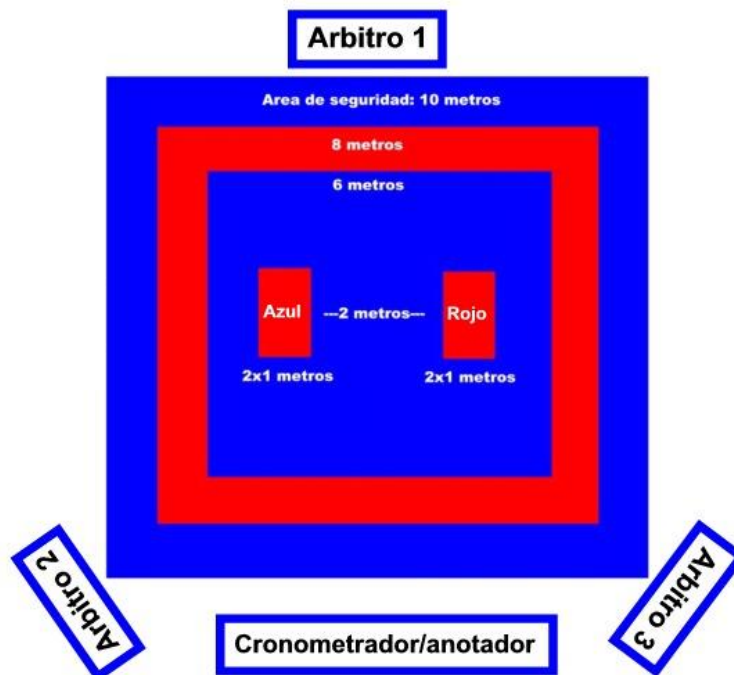 Arbitro 1
Area de seguridad: 10 metros
8 metros
6 metros
Azul
---2 metros---
Rojo
2x1 metros
2x1 metros
Arbitro 2
Arbitro 3
Cronometrador/anotador